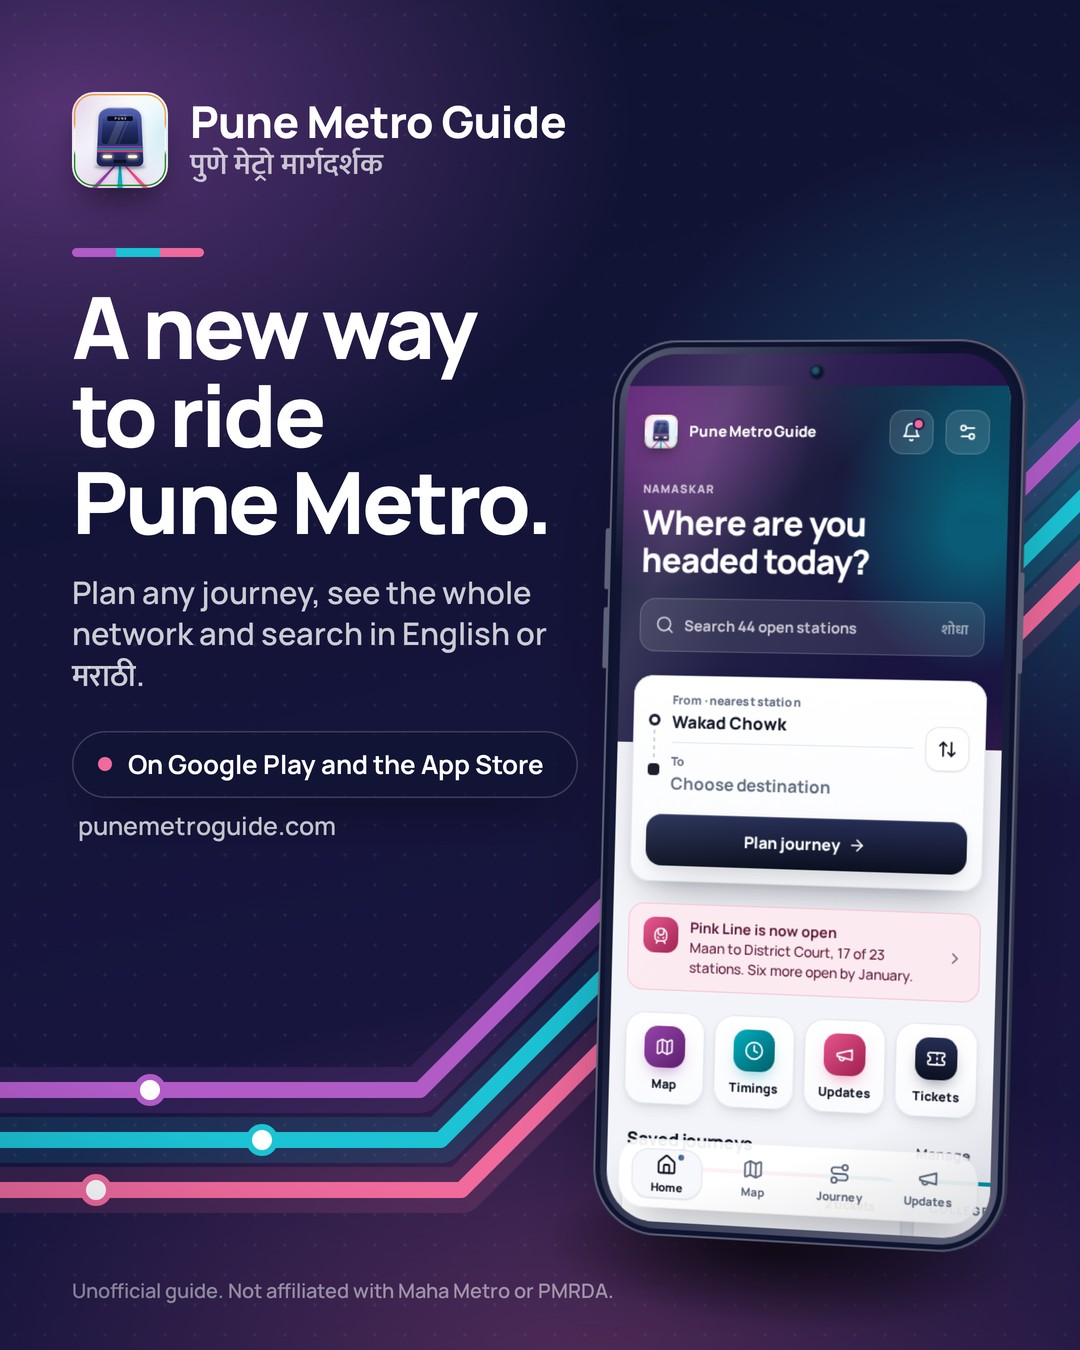 PUNE
Pune Metro Guide
पुणे मेट्रो मार्गदर्शक
A new way
to ride
Pune Metro.
Plan any journey, see the whole
network and search in English or
मराठी.
On Google Play and the App Store
punemetroguide.com
Pune Metro Guide
NAMASKAR
Where are you
headed today?
Search 44 open stations
शोधा
From · nearest station
Wakad Chowk
To
Choose destination
Plan journey →
Pink Line is now open
Maan to District Court, 17 of 23
stations. Six more open by January.
Map
Timings
Updates
Tickets
Saved journeys
Manage
Home
Map
Journey
Updates
Unofficial guide. Not affiliated with Maha Metro or PMRDA.